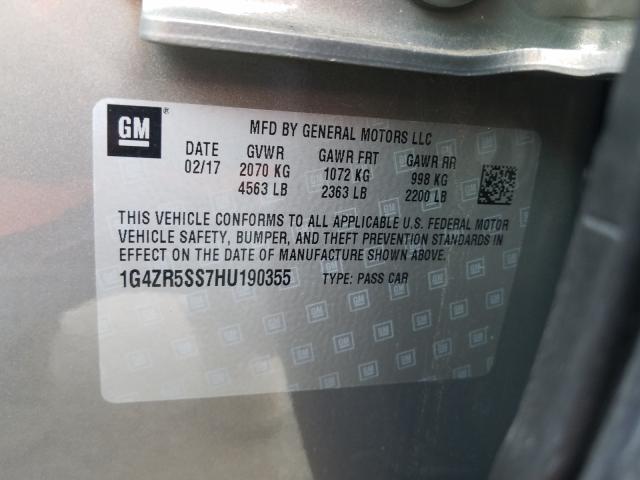 GM ®
MFD BY GENERAL MOTORS LLC
DATE GVWR GAWR FRT GAWR RR
02/17 2070 KG 1072 KG 998 KG
4563 LB 2363 LB 2200 LB
THIS VEHICLE CONFORMS TO ALL APPLICABLE U.S. FEDERAL MOTOR
VEHICLE SAFETY, BUMPER, AND THEFT PREVENTION STANDARDS IN
EFFECT ON THE DATE OF MANUFACTURE SHOWN ABOVE.
1G4ZR5SS7HU190355 TYPE: PASS CAR